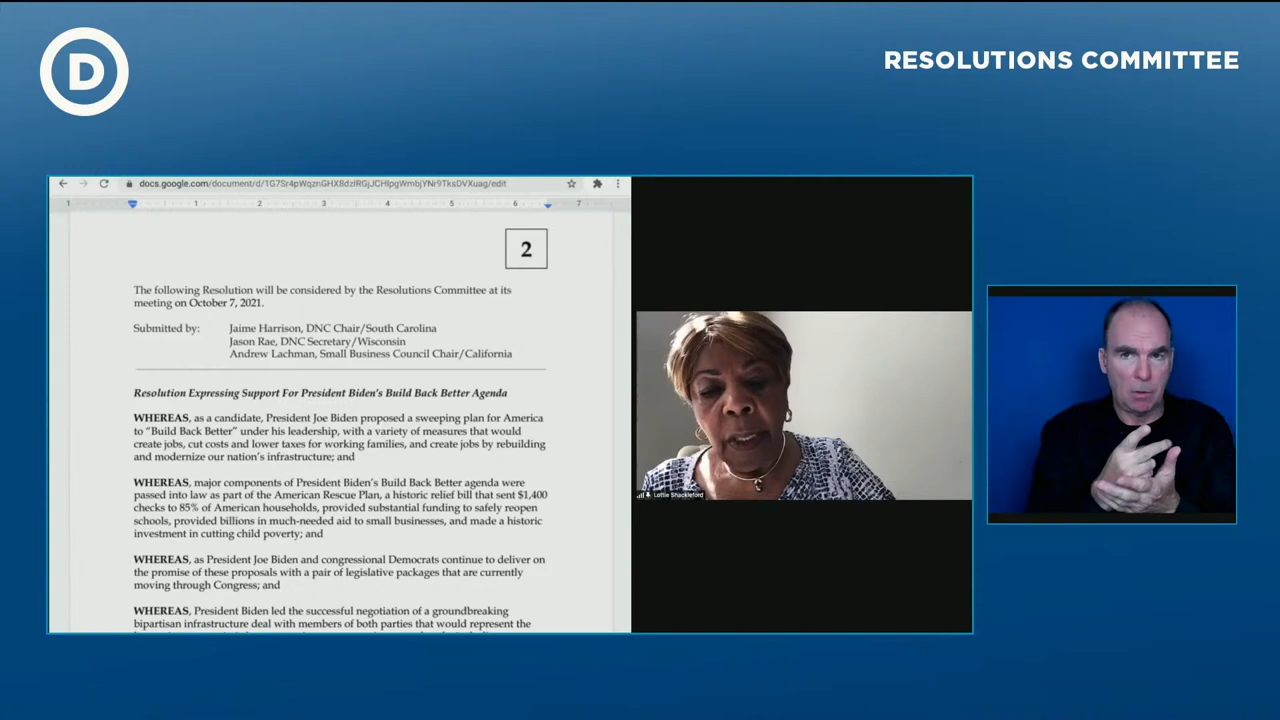 D
RESOLUTIONS COMMITTEE
docs.google.com/document/d/1G7Sr4pWqznGHX8dzIRGjJCHlpgWmbjYNr9TksDVXuag/edit
1 1 2 3 4 5 6 7
2
The following Resolution will be considered by the Resolutions Committee at its
meeting on October 7, 2021.
Submitted by: Jaime Harrison, DNC Chair/South Carolina
Jason Rae, DNC Secretary/Wisconsin
Andrew Lachman, Small Business Council Chair/California
Resolution Expressing Support For President Biden's Build Back Better Agenda
WHEREAS, as a candidate, President Joe Biden proposed a sweeping plan for America
to “Build Back Better” under his leadership, with a variety of measures that would
create jobs, cut costs and lower taxes for working families, and create jobs by rebuilding
and modernize our nation's infrastructure; and
WHEREAS, major components of President Biden's Build Back Better agenda were
passed into law as part of the American Rescue Plan, a historic relief bill that sent $1,400
checks to 85% of American households, provided substantial funding to safely reopen
schools, provided billions in much-needed aid to small businesses, and made a historic
investment in cutting child poverty; and
WHEREAS, as President Joe Biden and congressional Democrats continue to deliver on
the promise of these proposals with a pair of legislative packages that are currently
moving through Congress; and
WHEREAS, President Biden led the successful negotiation of a groundbreaking
bipartisan infrastructure deal with members of both parties that would represent the
Lottie Shackleford